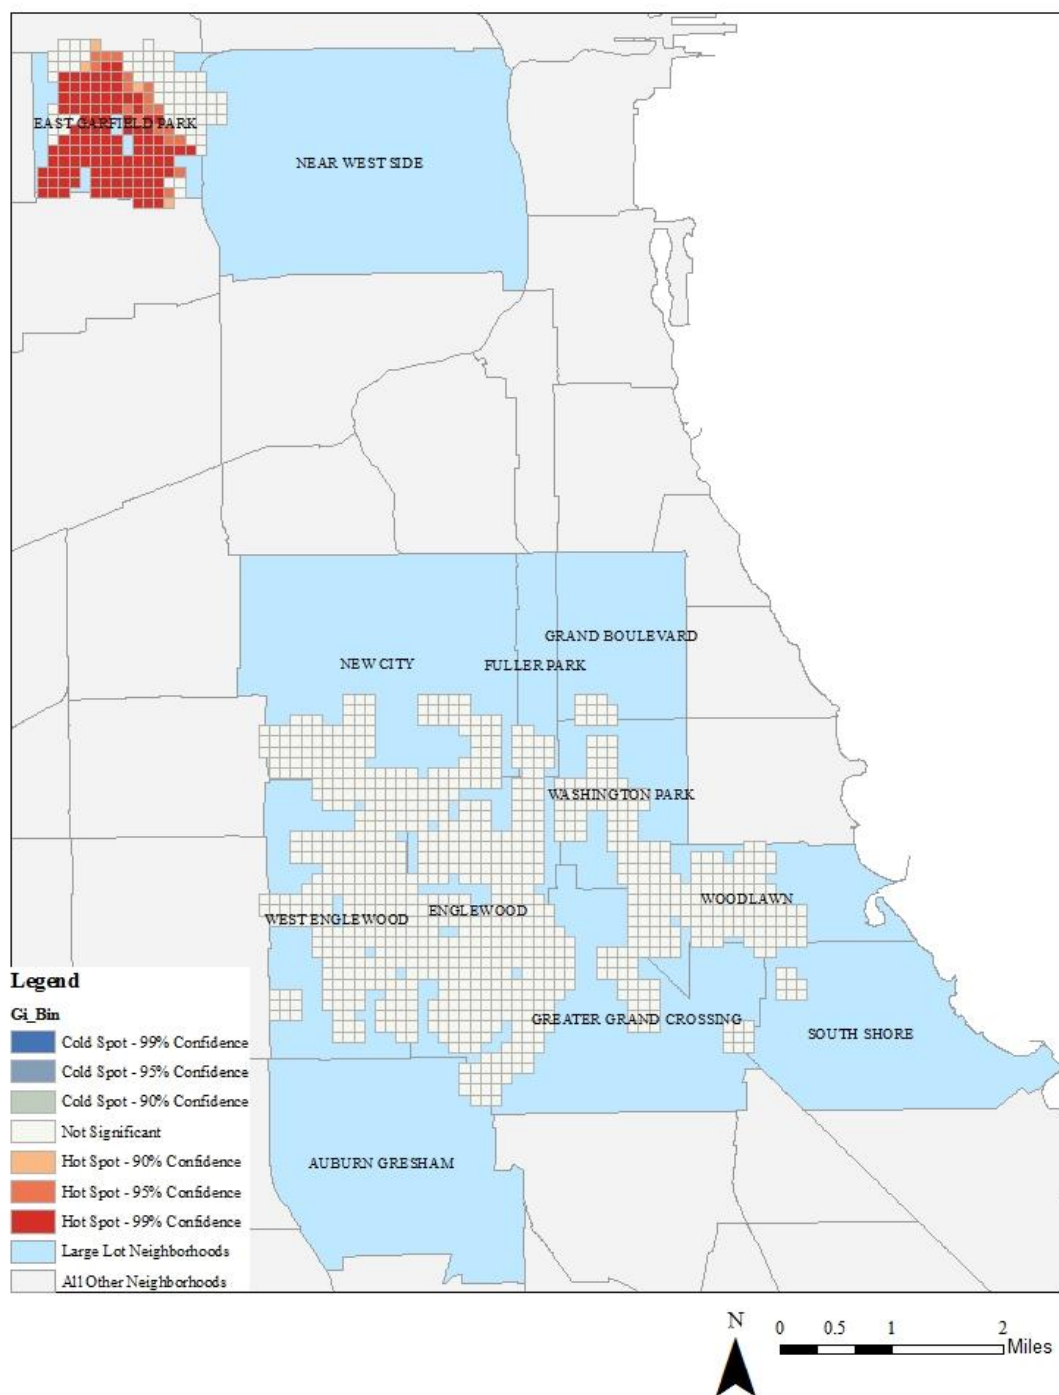 EAST GARFIELD PARK
NEAR WEST SIDE
GRAND BOULEVARD
NEW CITY
FULLER PARK
WASHINGTON PARK
WOODLAWN
ENGLEWOOD
WEST ENGLEWOOD
GREATER GRAND CROSSING
SOUTH SHORE
AUBURN GRESHAM
Legend
Gi_Bin
Cold Spot - 99% Confidence
Cold Spot - 95% Confidence
Cold Spot - 90% Confidence
Not Significant
Hot Spot - 90% Confidence
Hot Spot - 95% Confidence
Hot Spot - 99% Confidence
Large Lot Neighborhoods
All Other Neighborhoods
N
0 0.5 1 2
Miles